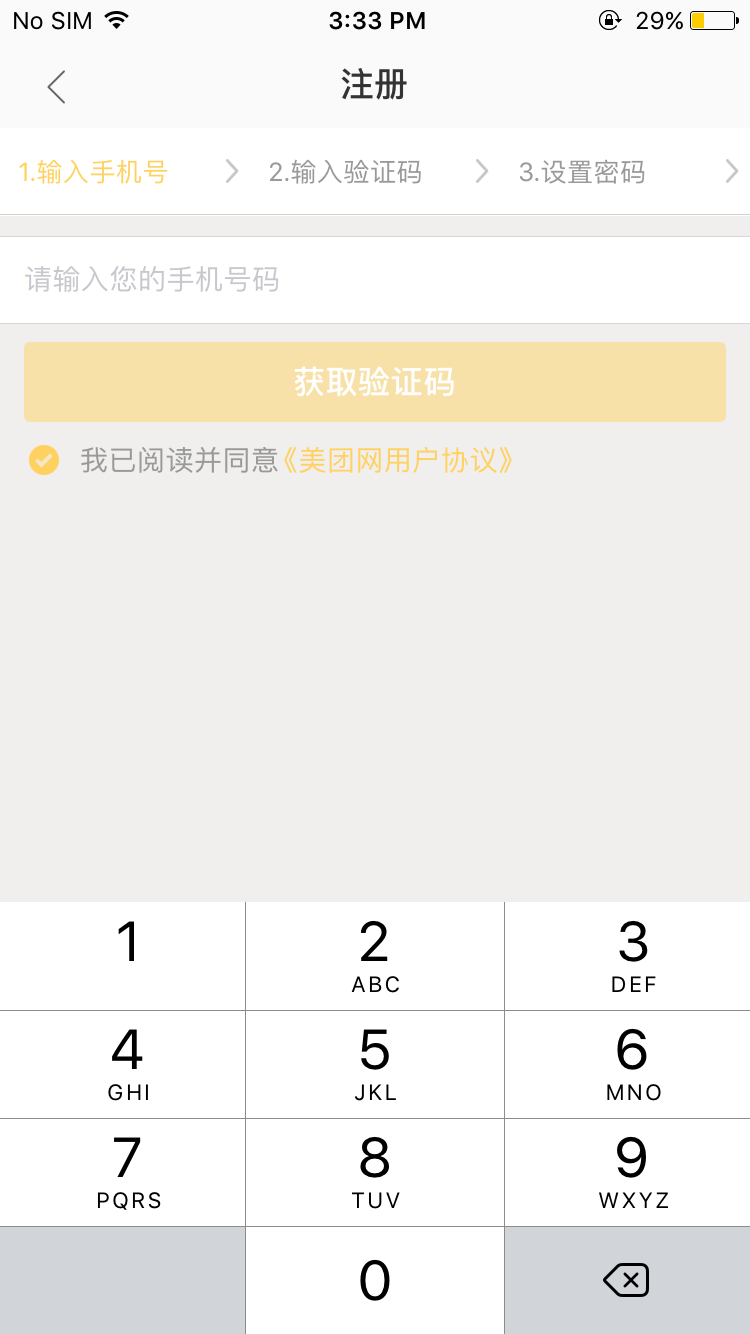 No SIM 3:33 PM 29%
注册
1.输入手机号 2.输入验证码 3.设置密码
请输入您的手机号码
获取验证码
我已阅读并同意《美团网用户协议》
1 2 3
ABC DEF
4 5 6
GHI JKL MNO
7 8 9
PQRS TUV WXYZ
0